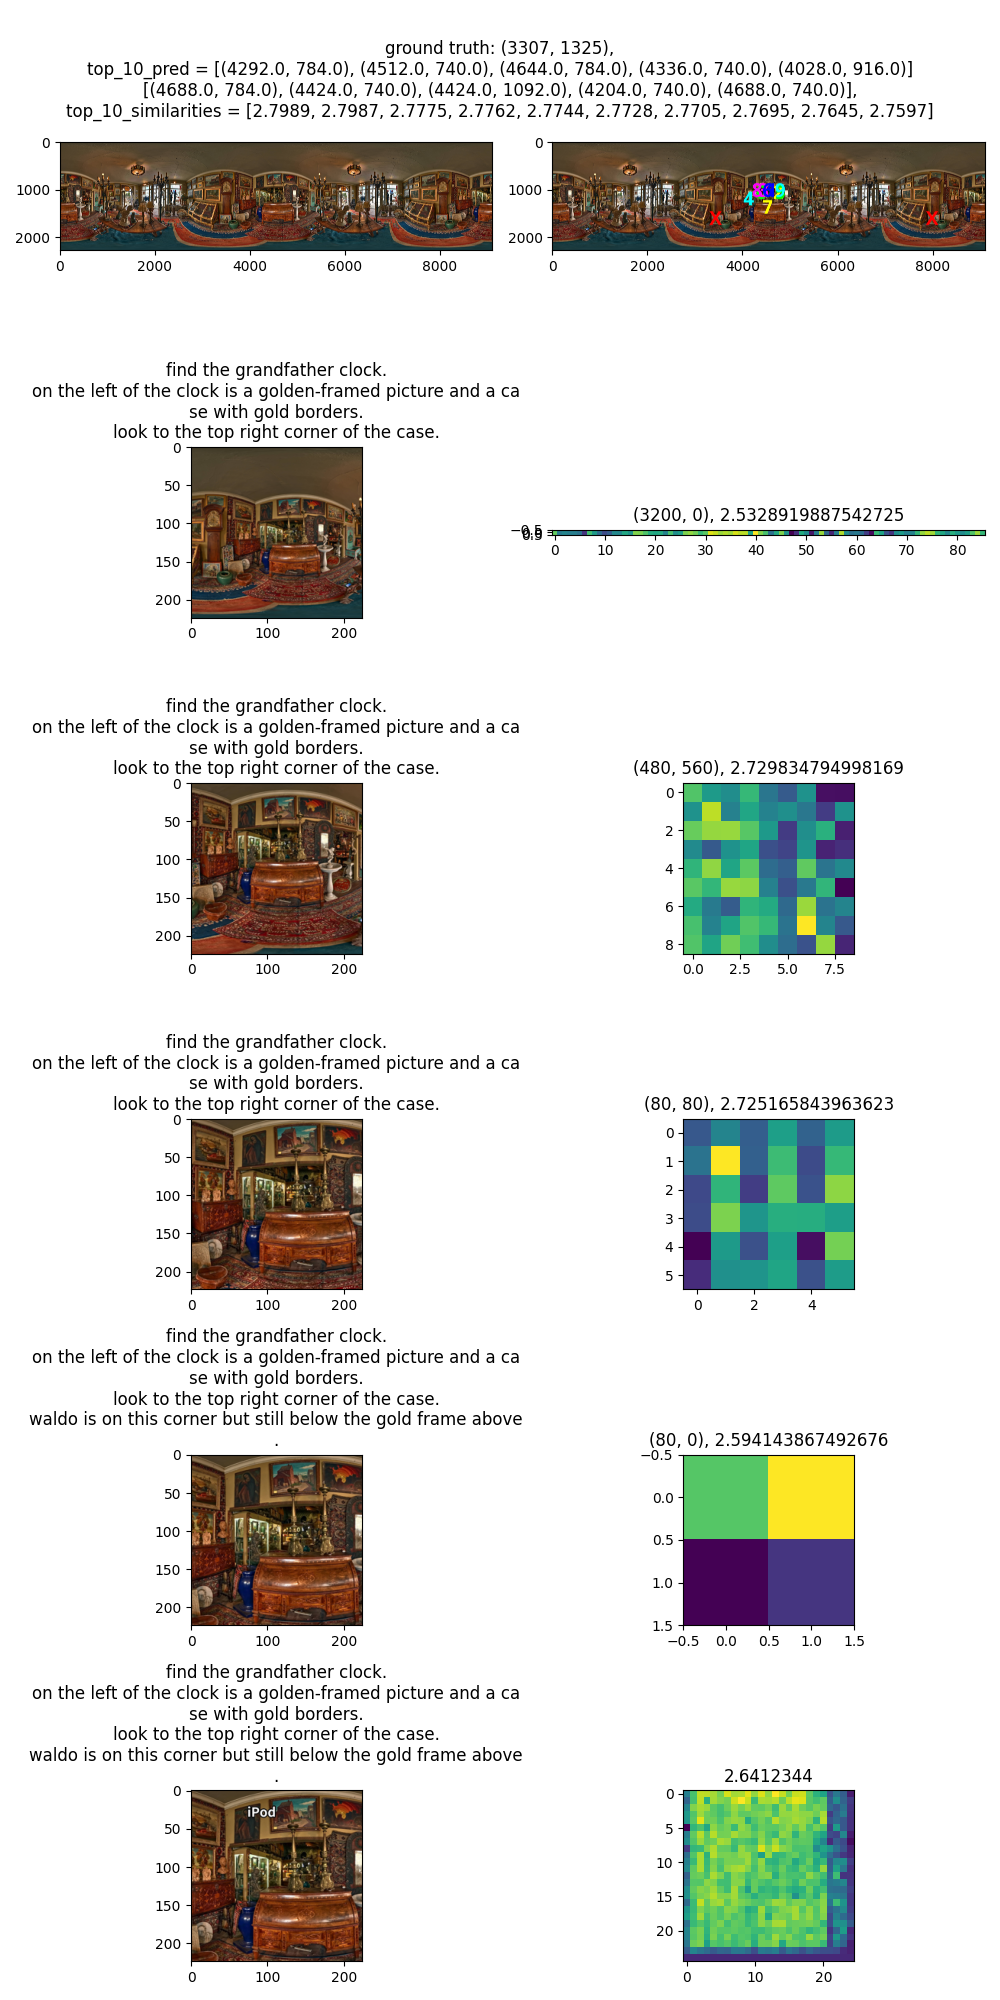 ground truth: (3307, 1325),
top_10_pred = [(4292.0, 784.0), (4512.0, 740.0), (4644.0, 784.0), (4336.0, 740.0), (4028.0, 916.0)]
[(4688.0, 784.0), (4424.0, 740.0), (4424.0, 1092.0), (4204.0, 740.0), (4688.0, 740.0)],
top_10_similarities = [2.7989, 2.7987, 2.7775, 2.7762, 2.7744, 2.7728, 2.7705, 2.7695, 2.7645, 2.7597]
0
1000
2000
0 2000 4000 6000 8000
0
1000
2000
4
7
9
X
X
0 2000 4000 6000 8000
find the grandfather clock.
on the left of the clock is a golden-framed picture and a ca
se with gold borders.
look to the top right corner of the case.
0
50
100
150
200
0 100 200
(3200, 0), 2.5328919887542725
−0.5
0.5
0 10 20 30 40 50 60 70 80
find the grandfather clock.
on the left of the clock is a golden-framed picture and a ca
se with gold borders.
look to the top right corner of the case.
0
50
100
150
200
0 100 200
(480, 560), 2.729834794998169
0
2
4
6
8
0.0 2.5 5.0 7.5
find the grandfather clock.
on the left of the clock is a golden-framed picture and a ca
se with gold borders.
look to the top right corner of the case.
0
50
100
150
200
0 100 200
(80, 80), 2.725165843963623
0
1
2
3
4
5
0 2 4
find the grandfather clock.
on the left of the clock is a golden-framed picture and a ca
se with gold borders.
look to the top right corner of the case.
waldo is on this corner but still below the gold frame above
.
0
50
100
150
200
0 100 200
(80, 0), 2.594143867492676
−0.5
0.0
0.5
1.0
1.5
−0.5 0.0 0.5 1.0 1.5
find the grandfather clock.
on the left of the clock is a golden-framed picture and a ca
se with gold borders.
look to the top right corner of the case.
waldo is on this corner but still below the gold frame above
.
0
50
100
150
200
iPod
0 100 200
2.6412344
0
5
10
15
20
0 10 20